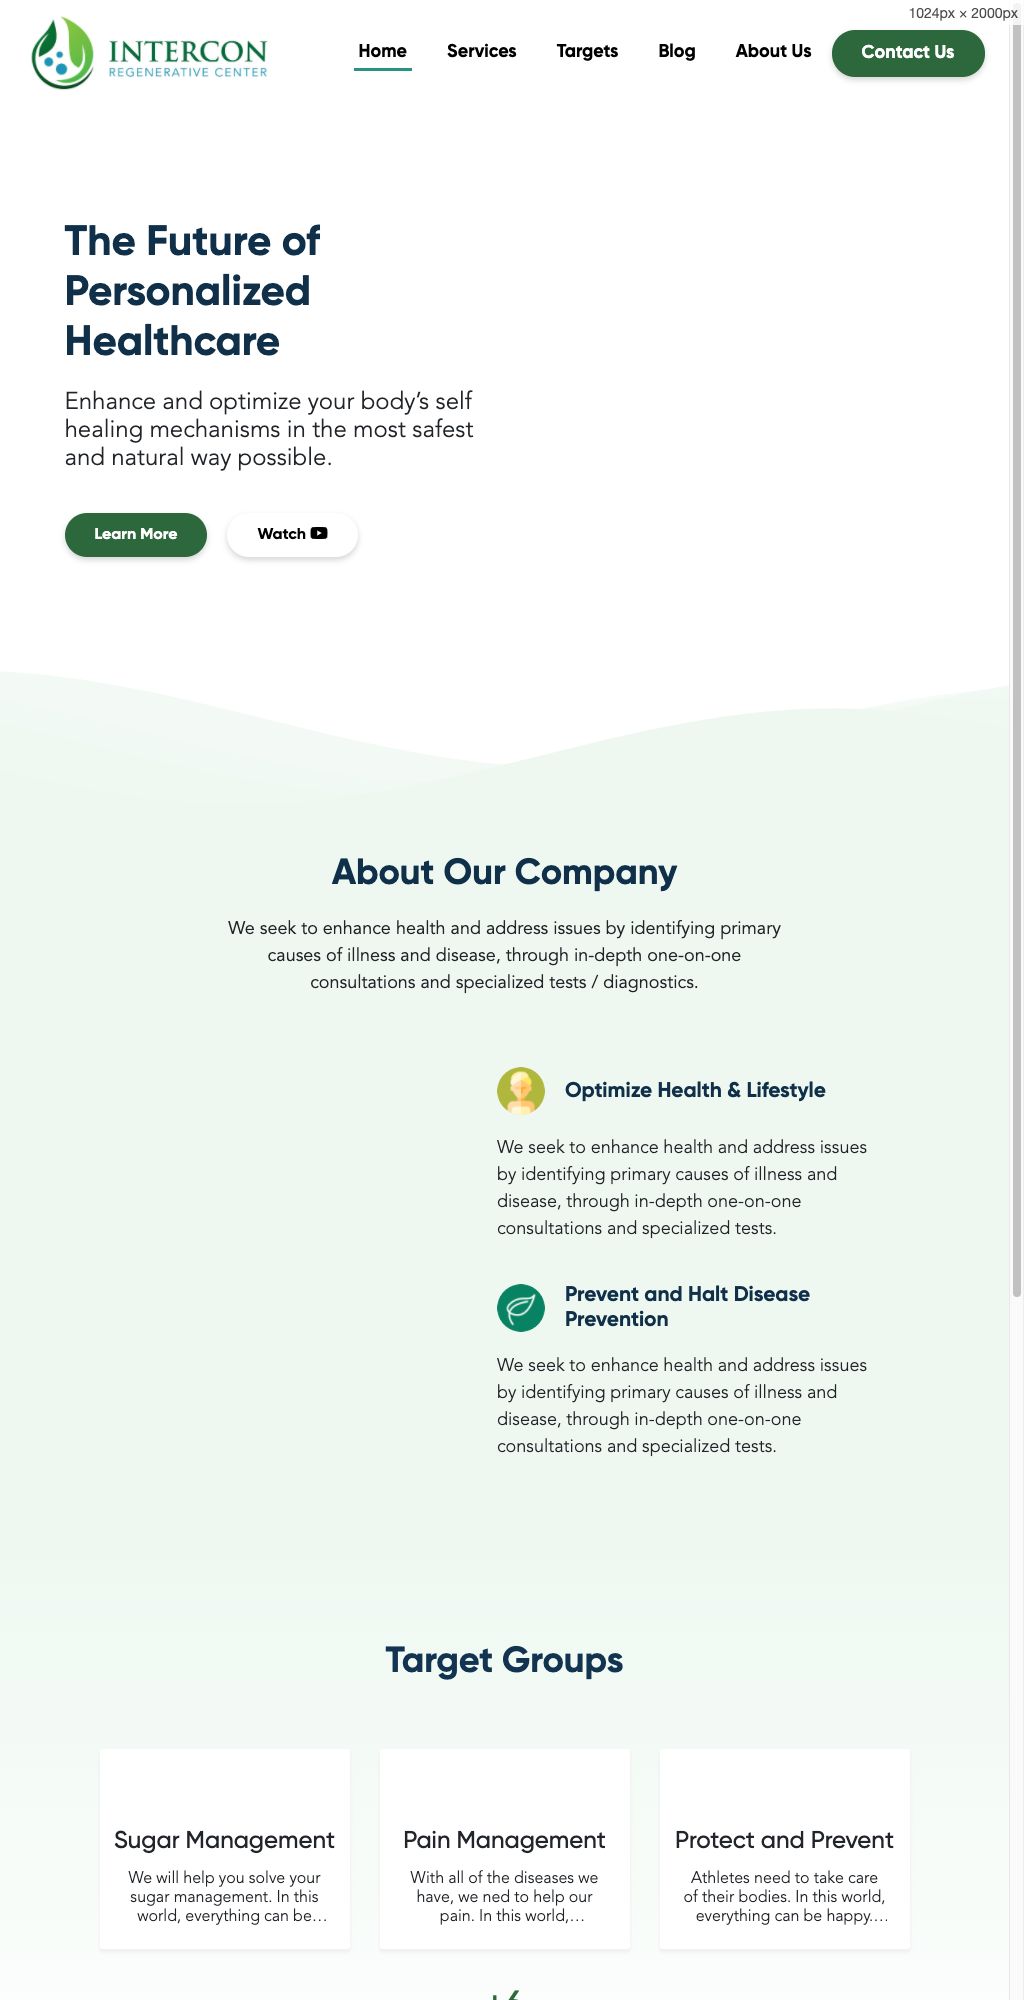 1024px × 2000px
INTERCON
REGENERATIVE CENTER
Home Services Targets Blog About Us Contact Us
The Future of
Personalized
Healthcare
Enhance and optimize your body's self
healing mechanisms in the most safest
and natural way possible.
Learn More Watch
About Our Company
We seek to enhance health and address issues by identifying primary
causes of illness and disease, through in-depth one-on-one
consultations and specialized tests / diagnostics.
Optimize Health & Lifestyle
We seek to enhance health and address issues
by identifying primary causes of illness and
disease, through in-depth one-on-one
consultations and specialized tests.
Prevent and Halt Disease
Prevention
We seek to enhance health and address issues
by identifying primary causes of illness and
disease, through in-depth one-on-one
consultations and specialized tests.
Target Groups
Sugar Management
We will help you solve your
sugar management. In this
world, everything can be…
Pain Management
With all of the diseases we
have, we ned to help our
pain. In this world,…
Protect and Prevent
Athletes need to take care
of their bodies. In this world,
everything can be happy.…